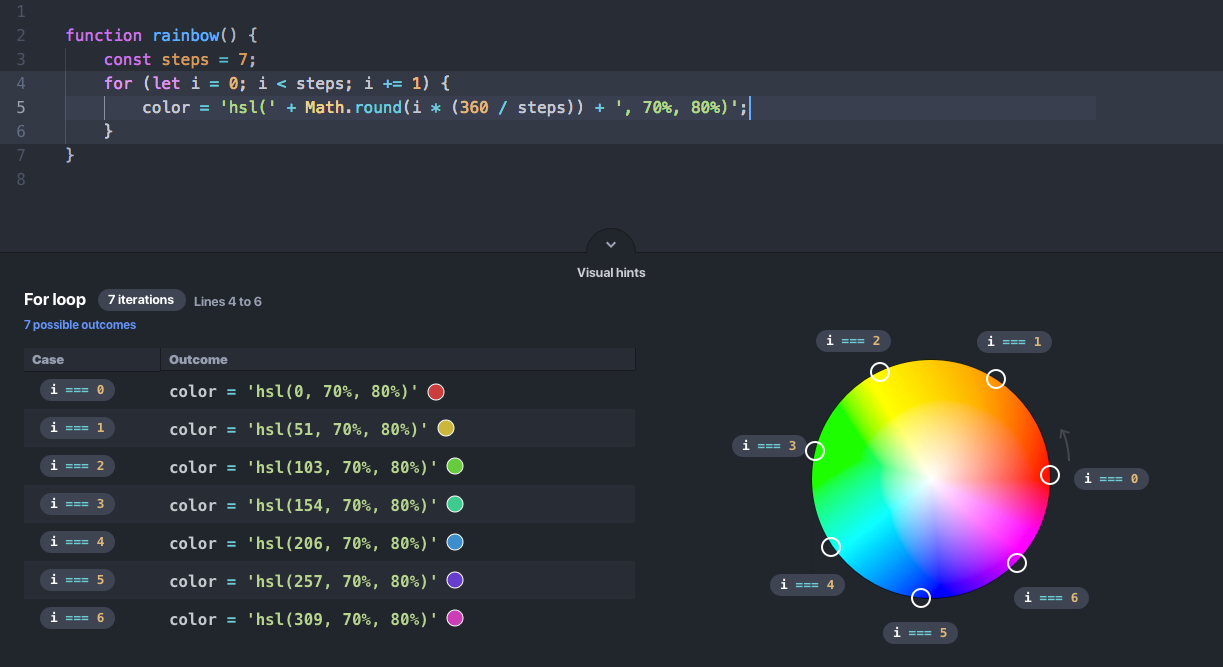 1
2 function rainbow() {
3 const steps = 7;
4 for (let i = 0; i < steps; i += 1) {
5 color = 'hsl(' + Math.round(i * (360 / steps)) + ', 70%, 80%)';
6 }
7 }
8
Visual hints
For loop 7 iterations Lines 4 to 6
7 possible outcomes
Case Outcome
i === 0 color = 'hsl(0, 70%, 80%)'
i === 1 color = 'hsl(51, 70%, 80%)'
i === 2 color = 'hsl(103, 70%, 80%)'
i === 3 color = 'hsl(154, 70%, 80%)'
i === 4 color = 'hsl(206, 70%, 80%)'
i === 5 color = 'hsl(257, 70%, 80%)'
i === 6 color = 'hsl(309, 70%, 80%)'
i === 2
i === 1
i === 3
i === 0
i === 4
i === 6
i === 5